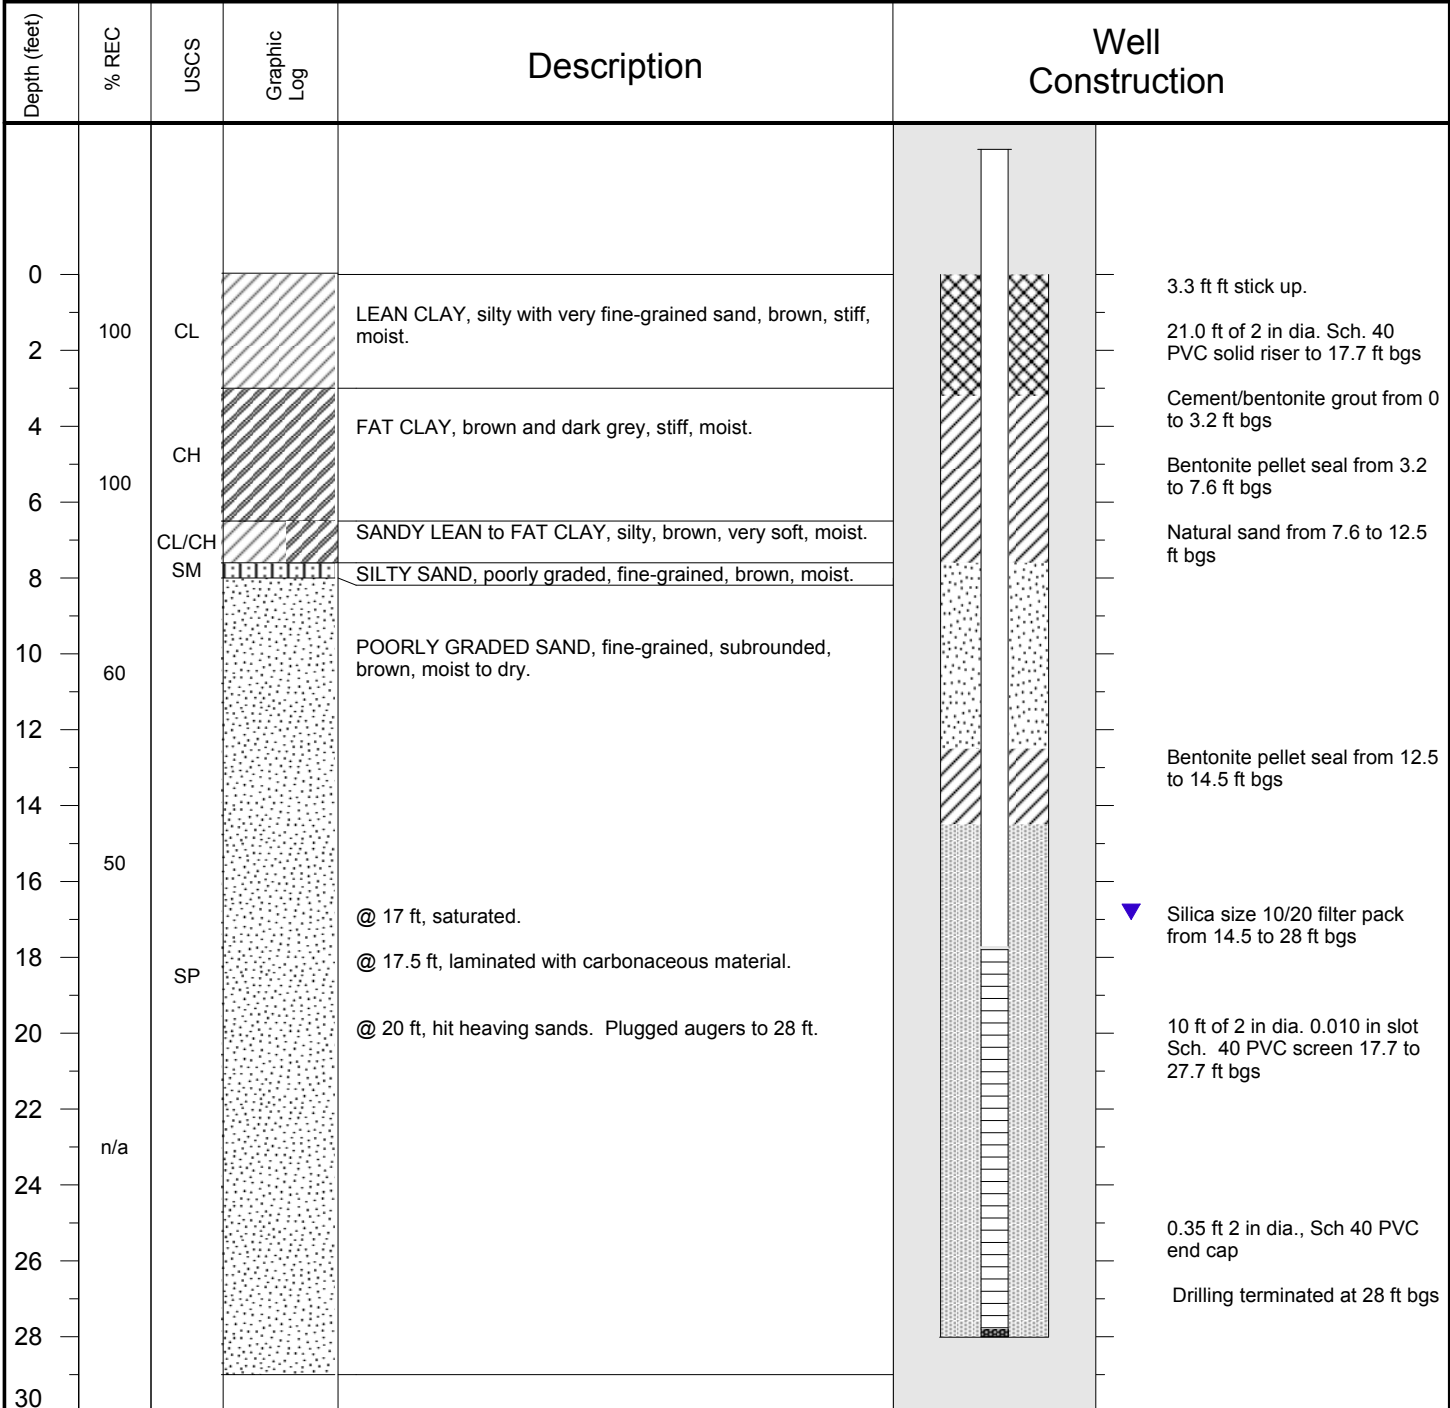 Depth (feet)
% REC
USCS
Graphic
Log
Description
Well
Construction
0
2
4
6
8
10
12
14
16
18
20
22
24
26
28
30
100
100
60
50
n/a
CL
CH
CL/CH
SM
SP
LEAN CLAY, silty with very fine-grained sand, brown, stiff,
moist.
FAT CLAY, brown and dark grey, stiff, moist.
SANDY LEAN to FAT CLAY, silty, brown, very soft, moist.
SILTY SAND, poorly graded, fine-grained, brown, moist.
POORLY GRADED SAND, fine-grained, subrounded,
brown, moist to dry.
@ 17 ft, saturated.
@ 17.5 ft, laminated with carbonaceous material.
@ 20 ft, hit heaving sands.  Plugged augers to 28 ft.
3.3 ft ft stick up.
21.0 ft of 2 in dia. Sch. 40
PVC solid riser to 17.7 ft bgs
Cement/bentonite grout from 0
to 3.2 ft bgs
Bentonite pellet seal from 3.2
to 7.6 ft bgs
Natural sand from 7.6 to 12.5
ft bgs
Bentonite pellet seal from 12.5
to 14.5 ft bgs
Silica size 10/20 filter pack
from 14.5 to 28 ft bgs
10 ft of 2 in dia. 0.010 in slot
Sch.  40 PVC screen 17.7 to
27.7 ft bgs
0.35 ft 2 in dia., Sch 40 PVC
end cap
Drilling terminated at 28 ft bgs